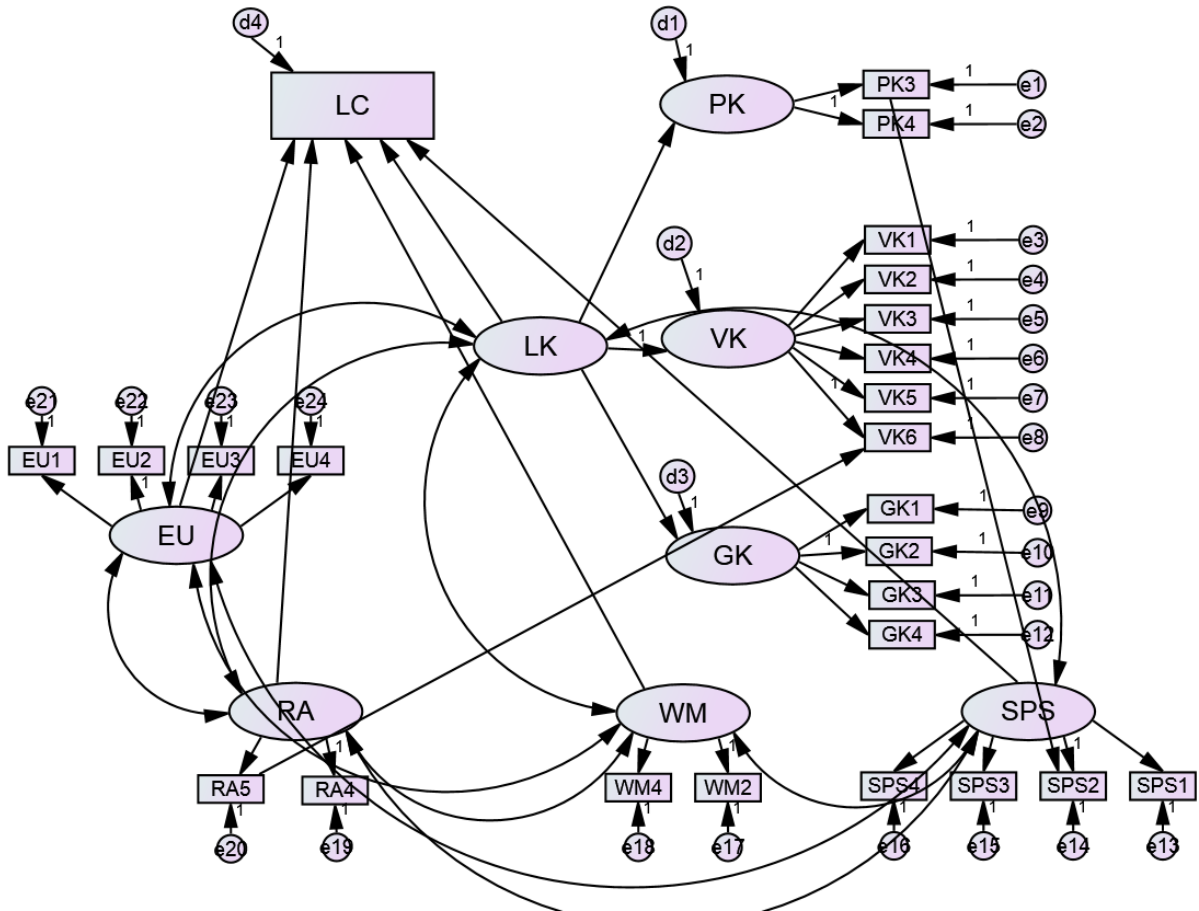 d4
1
LC
d1
1
PK
1
PK3
1
e1
PK4
1
e2
d2
1
LK
1
VK
1
VK1
1
e3
VK2
1
e4
VK3
1
e5
VK4
1
e6
VK5
1
e7
VK6
1
e8
e21
1
e22
1
e23
1
e24
1
EU1
EU2
EU3
EU4
1
EU
d3
1
GK
1
GK1
1
e9
GK2
1
e10
GK3
1
e11
GK4
1
e12
RA
1
RA5
RA4
1
1
e20
e19
WM
1
WM4
WM2
1
1
e18
e17
SPS
1
SPS4
SPS3
SPS2
SPS1
1
1
1
1
e16
e15
e14
e13